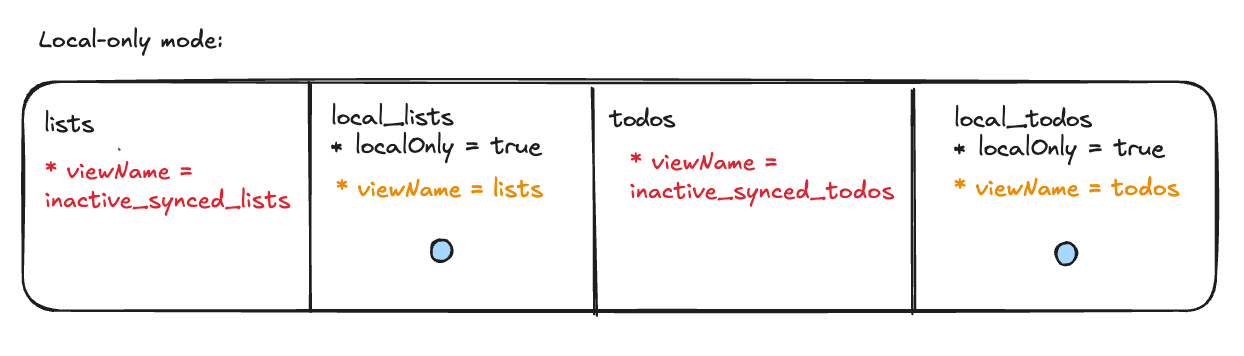 Local-only mode:
lists
* viewName =
inactive_synced_lists
local_lists
* localOnly = true
* viewName = lists
todos
* viewName =
inactive_synced_todos
local_todos
* localOnly = true
* viewName = todos